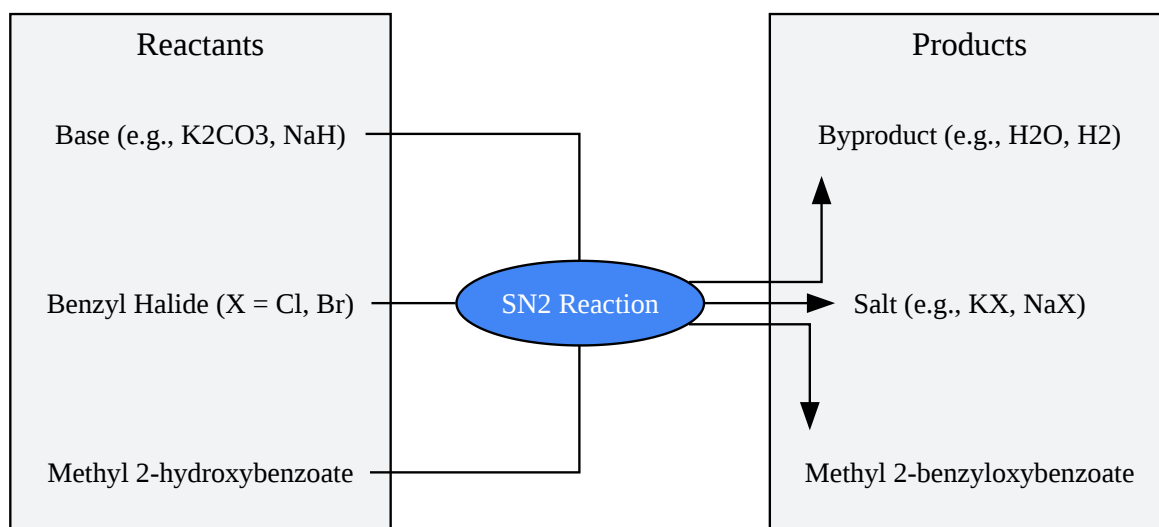 Reactants
Base (e.g., K2CO3, NaH)
Benzyl Halide (X = Cl, Br)
Methyl 2-hydroxybenzoate
SN2 Reaction
Products
Byproduct (e.g., H2O, H2)
Salt (e.g., KX, NaX)
Methyl 2-benzyloxybenzoate